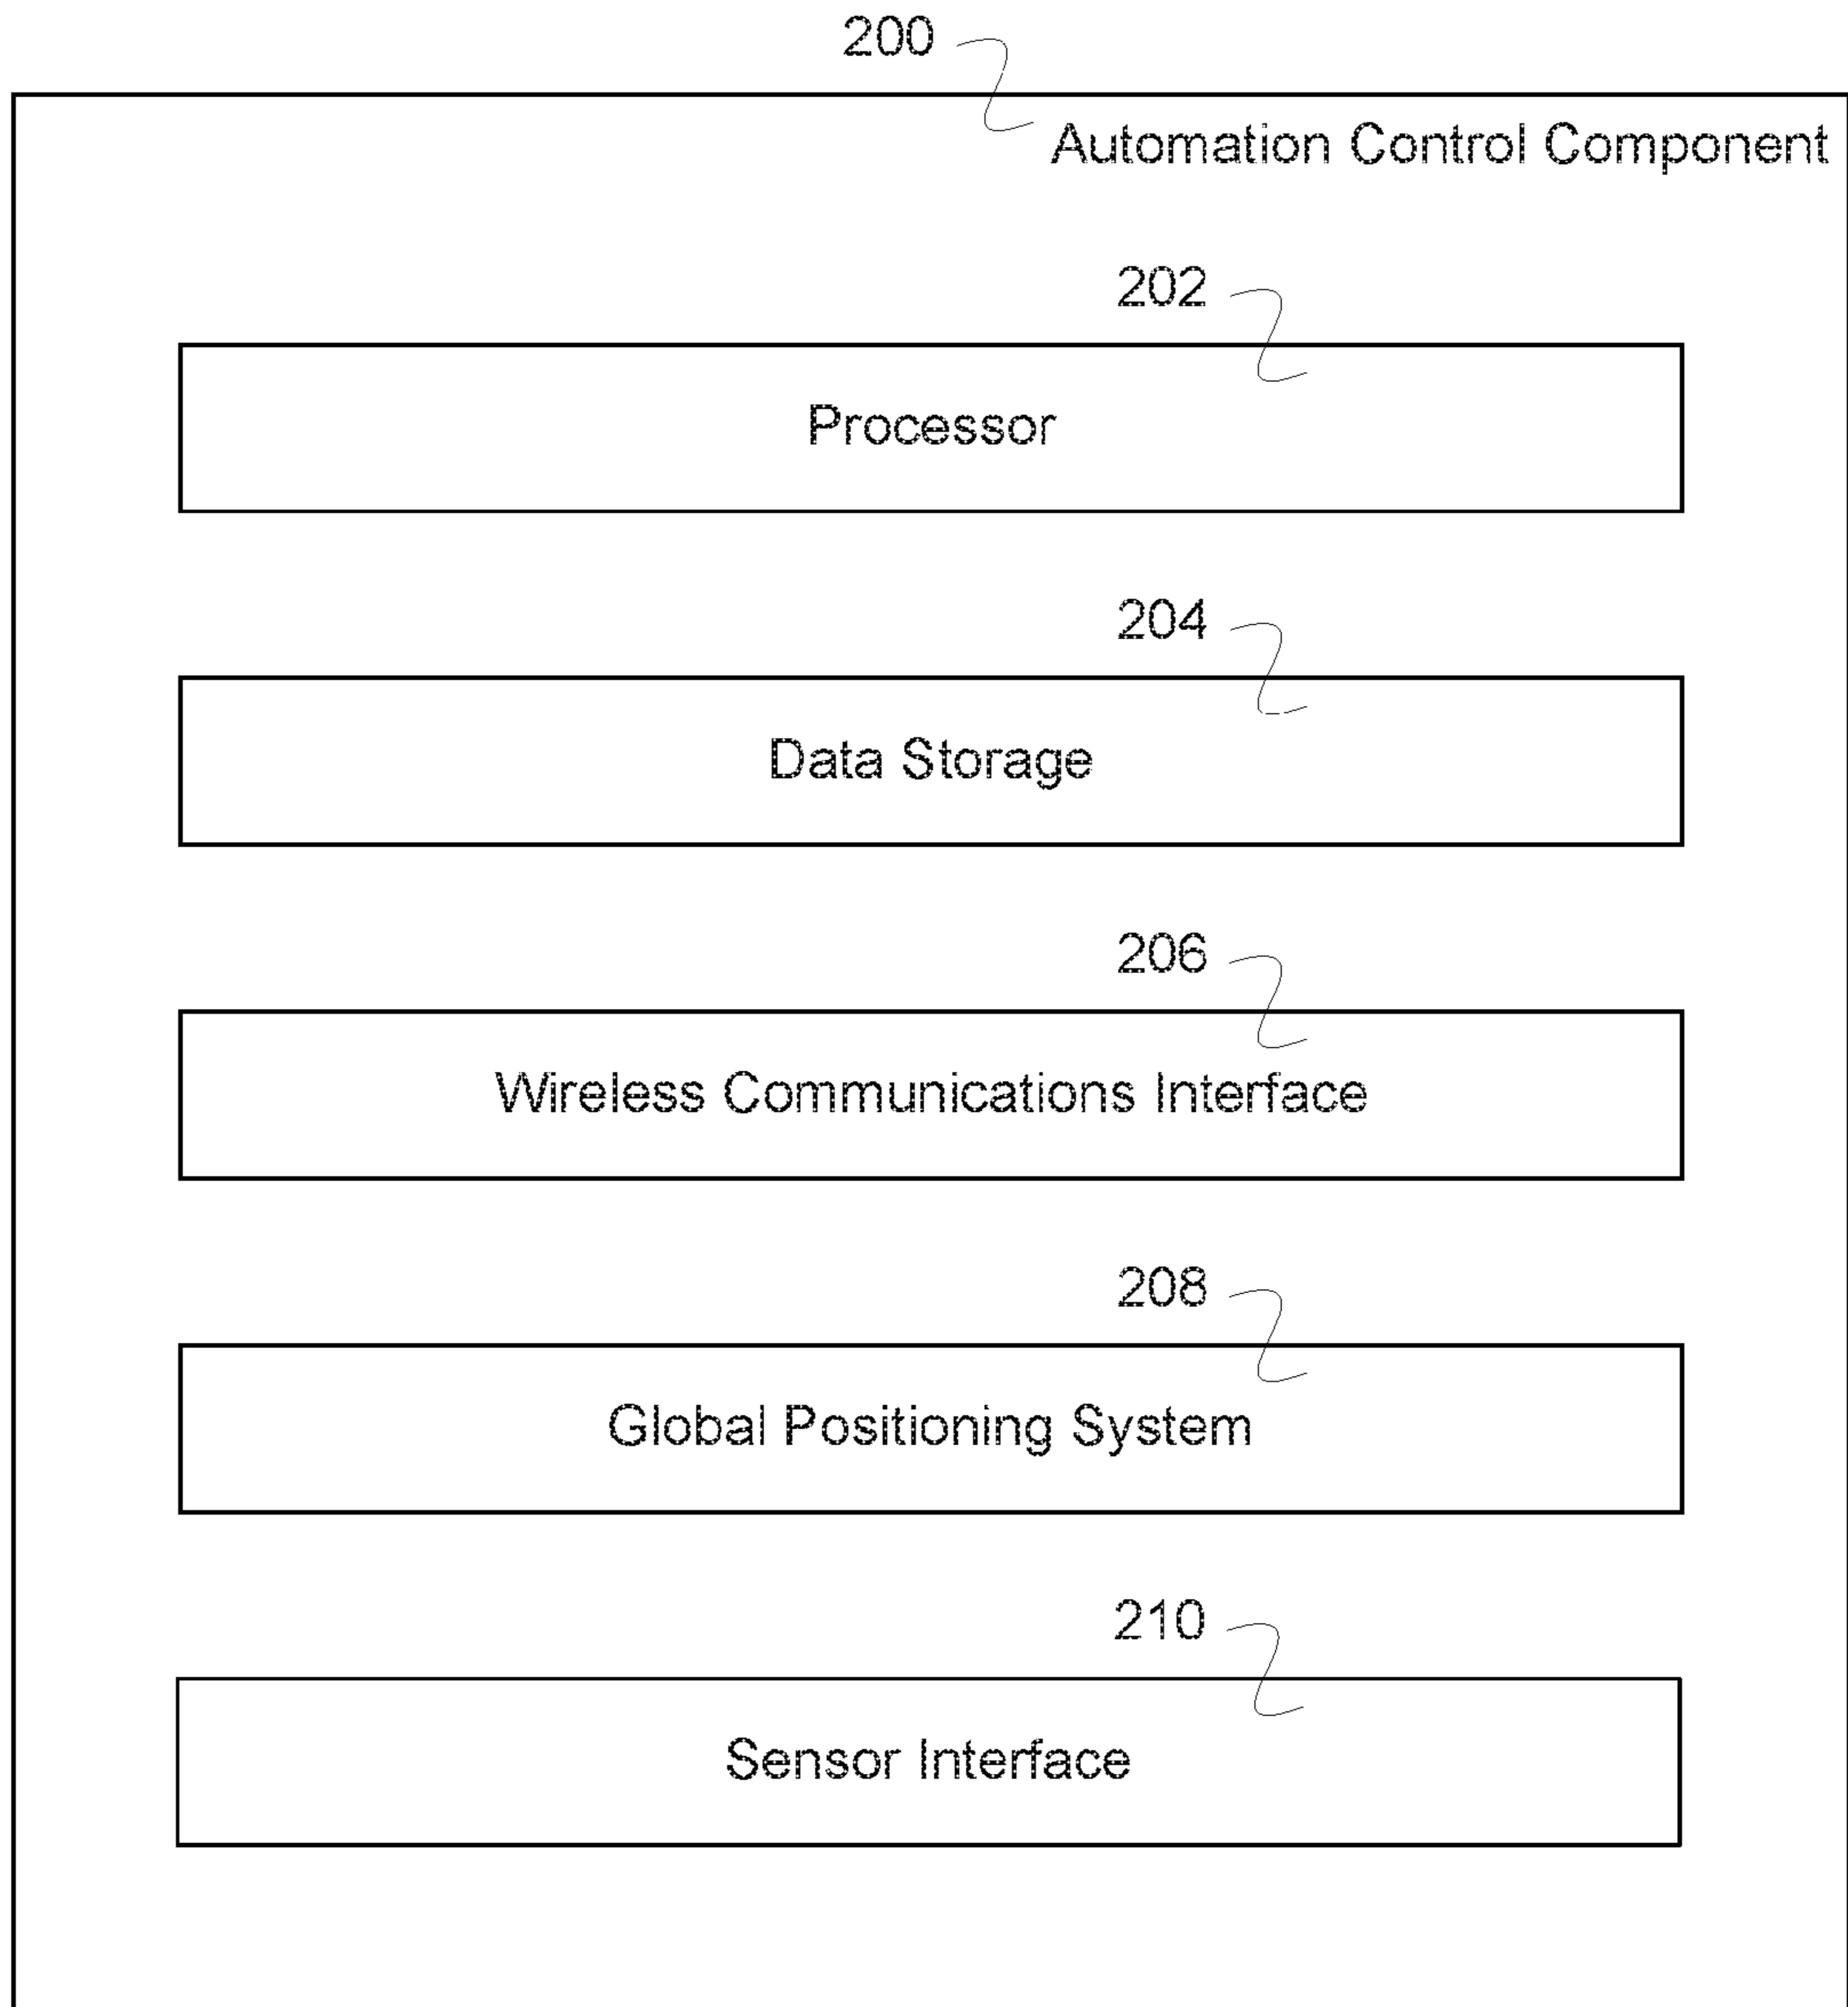 200
Automation Control Component
202
Processor
204
Data Storage
206
Wireless Communications Interface
208
Global Positioning System
210
Sensor Interface